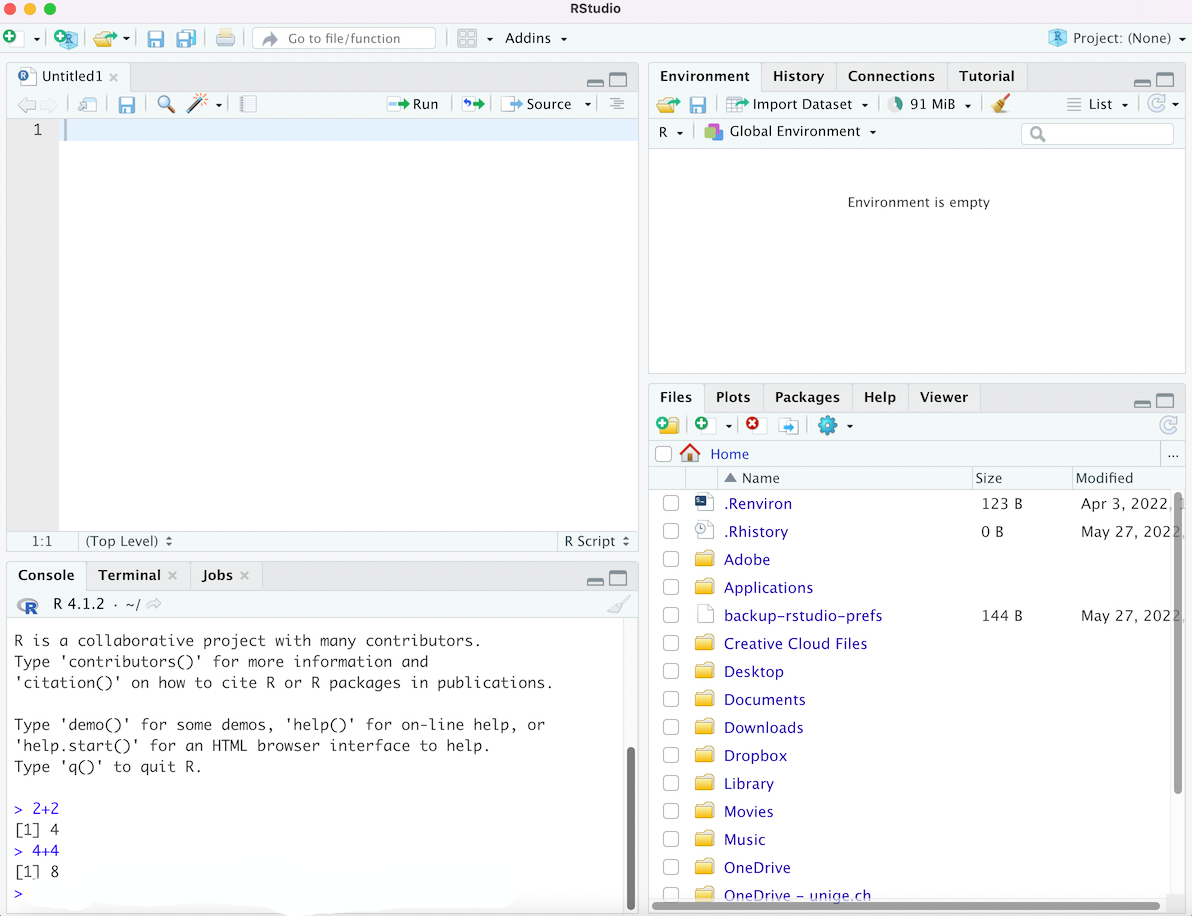 RStudio
Go to file/function
Addins
Project: (None)
Untitled1
Run
Source
1
1:1
(Top Level)
R Script
Console
Terminal
Jobs
R 4.1.2 · ~/
R is a collaborative project with many contributors.
Type 'contributors()' for more information and
'citation()' on how to cite R or R packages in publications.
Type 'demo()' for some demos, 'help()' for on-line help, or
'help.start()' for an HTML browser interface to help.
Type 'q()' to quit R.
> 2+2
[1] 4
> 4+4
[1] 8
>
Environment
History
Connections
Tutorial
Import Dataset
91 MiB
List
R
Global Environment
Environment is empty
Files
Plots
Packages
Help
Viewer
Home
...
Name Size Modified
.Renviron 123 B Apr 3, 2022,
.Rhistory 0 B May 27, 2022,
Adobe
Applications
backup-rstudio-prefs 144 B May 27, 2022,
Creative Cloud Files
Desktop
Documents
Downloads
Dropbox
Library
Movies
Music
OneDrive
OneDrive - unige.ch